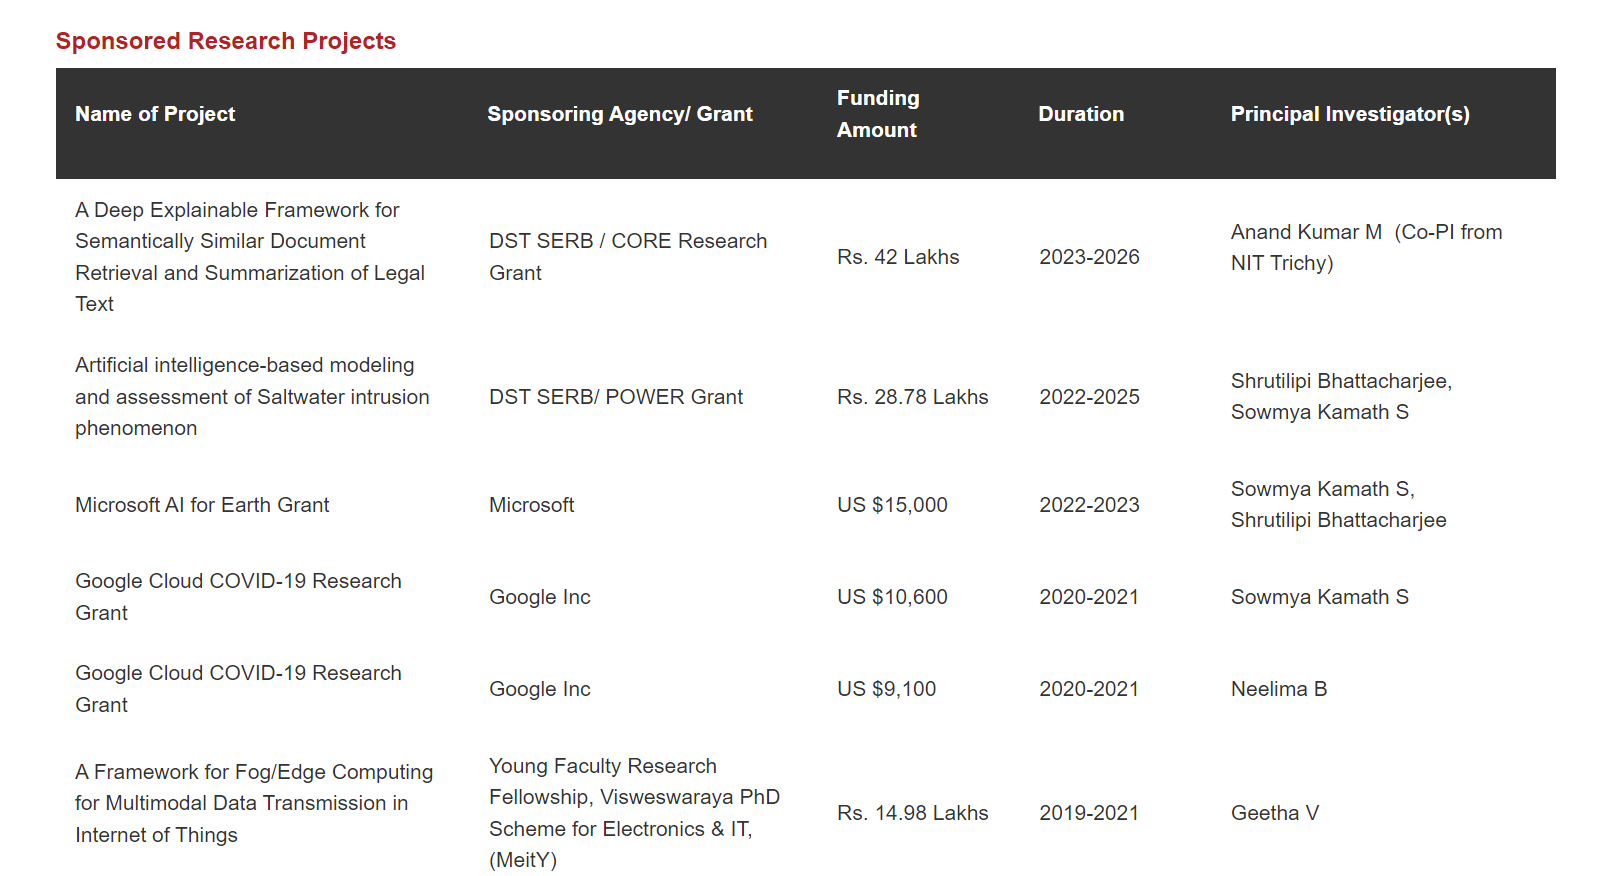 Sponsored Research Projects
Name of Project
Sponsoring Agency/ Grant
Funding
Amount
Duration
Principal Investigator(s)
A Deep Explainable Framework for
Semantically Similar Document
Retrieval and Summarization of Legal
Text
DST SERB / CORE Research
Grant
Rs. 42 Lakhs
2023-2026
Anand Kumar M  (Co-PI from
NIT Trichy)
Artificial intelligence-based modeling
and assessment of Saltwater intrusion
phenomenon
DST SERB/ POWER Grant
Rs. 28.78 Lakhs
2022-2025
Shrutilipi Bhattacharjee,
Sowmya Kamath S
Microsoft AI for Earth Grant
Microsoft
US $15,000
2022-2023
Sowmya Kamath S,
Shrutilipi Bhattacharjee
Google Cloud COVID-19 Research
Grant
Google Inc
US $10,600
2020-2021
Sowmya Kamath S
Google Cloud COVID-19 Research
Grant
Google Inc
US $9,100
2020-2021
Neelima B
A Framework for Fog/Edge Computing
for Multimodal Data Transmission in
Internet of Things
Young Faculty Research
Fellowship, Visweswaraya PhD
Scheme for Electronics & IT,
(MeitY)
Rs. 14.98 Lakhs
2019-2021
Geetha V